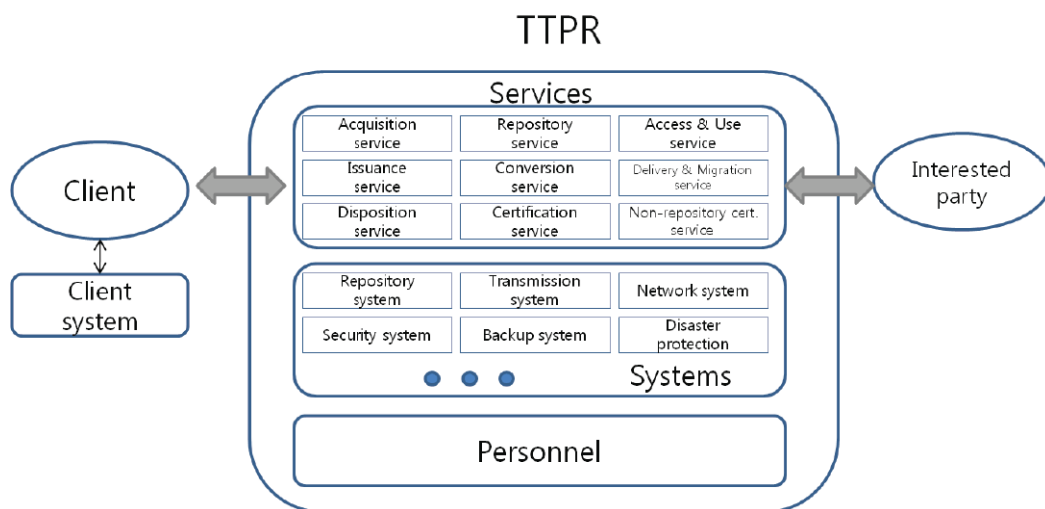 TTPR
Services
Acquisition
service
Repository
service
Access & Use
service
Issuance
service
Conversion
service
Delivery & Migration
service
Disposition
service
Certification
service
Non-repository cert.
service
Client
Client
system
Interested
party
Repository
system
Transmission
system
Network system
Security system
Backup system
Disaster
protection
Systems
Personnel